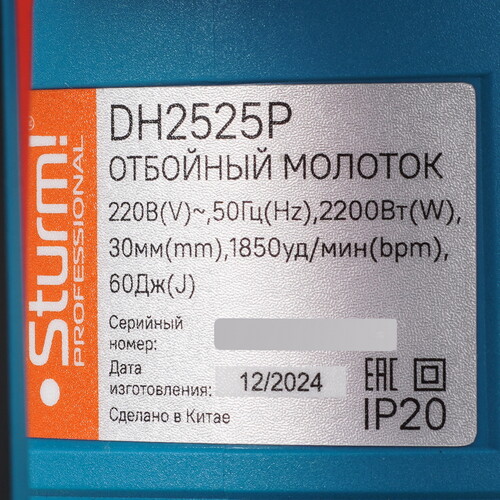 Sturm!®
PROFESSIONAL
DH2525P
ОТБОЙНЫЙ МОЛОТОК
220В(V)~,50Гц(Hz),2200Вт(W),
30мм(mm),1850уд/мин(bpm),
60Дж(J)
Серийный
номер:
Дата
изготовления: 12/2024
Сделано в Китае
EAC
IP20